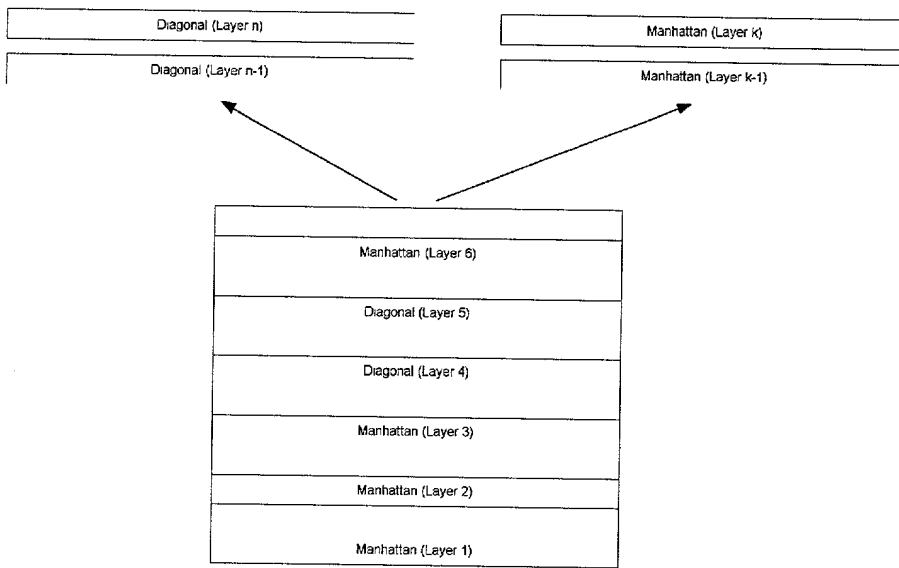 Diagonal (Layer n)
Manhattan (Layer k)
Diagonal (Layer n-1)
Manhattan (Layer k-1)
Manhattan (Layer 6)
Diagonal (Layer 5)
Diagonal (Layer 4)
Manhattan (Layer 3)
Manhattan (Layer 2)
Manhattan (Layer 1)